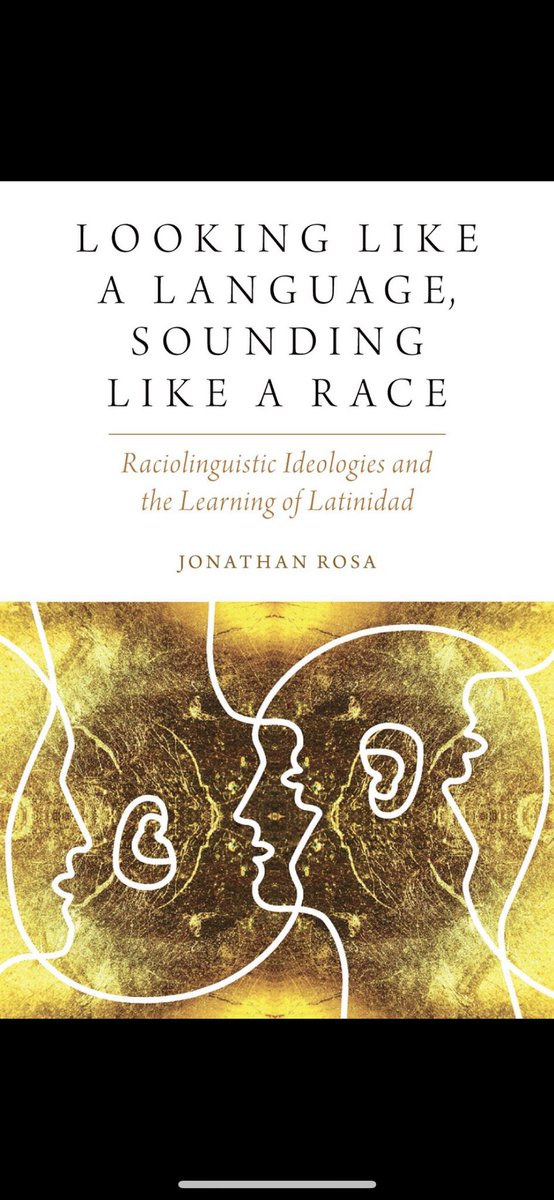 LOOKING LIKE
A LANGUAGE,
SOUNDING
LIKE A RACE
Raciolinguistic Ideologies and
the Learning of Latinidad
JONATHAN ROSA